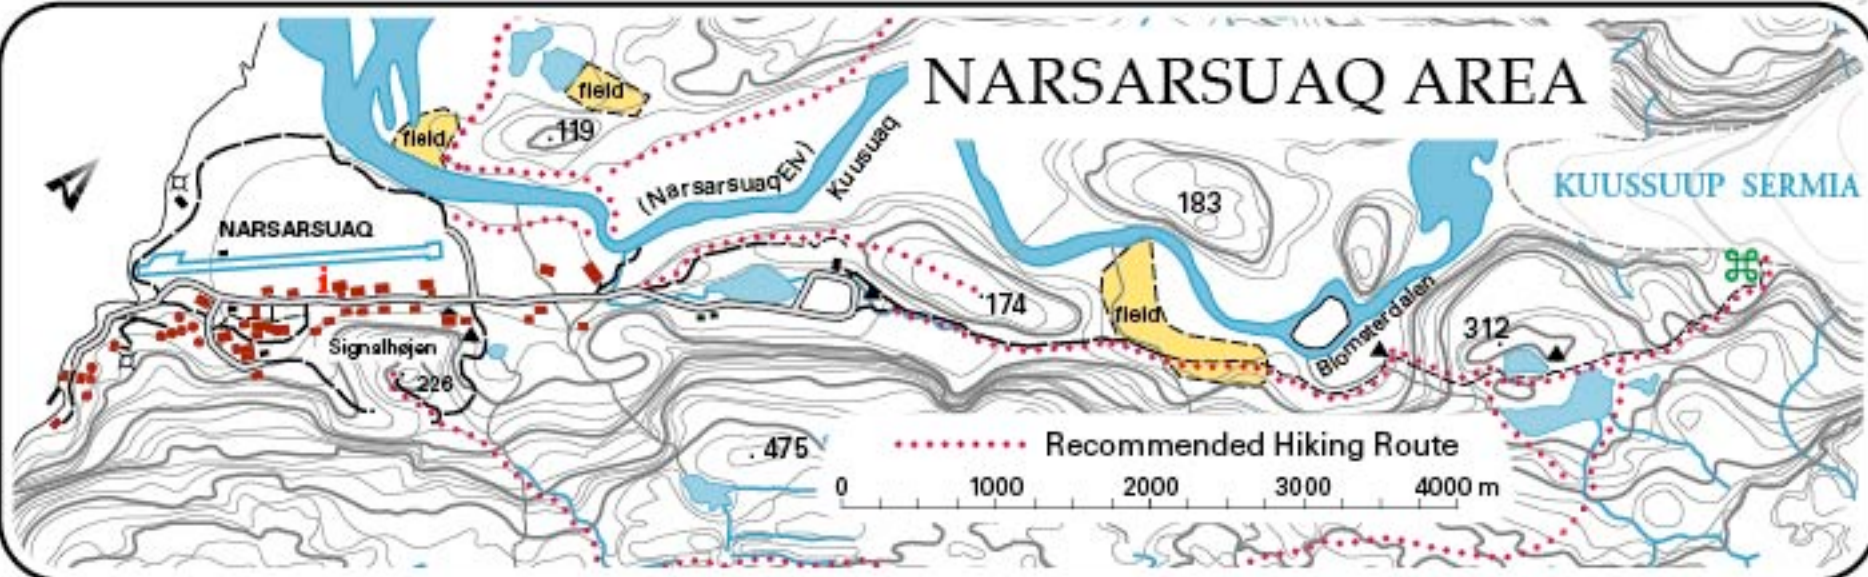 NARSARSUAQ AREA
field
119
field
(Narsarsuaq Elv)
Kuusuaq
183
KUUSSUUP SERMIA
NARSARSUAQ
i
174
field
Blomsterdalen
312
Signalhøjen
226
475
Recommended Hiking Route
0 1000 2000 3000 4000 m